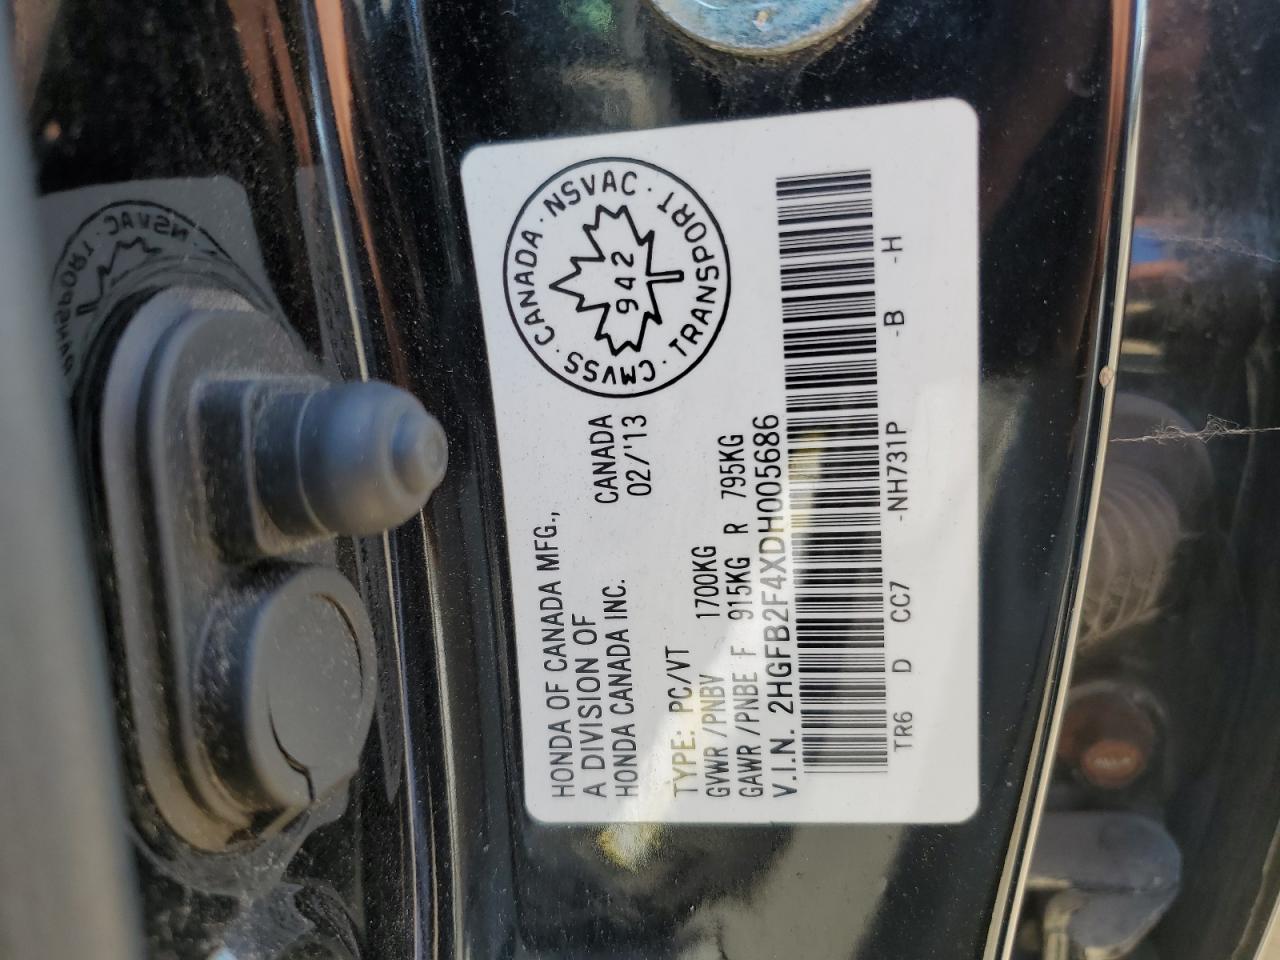 HONDA OF CANADA MFG.,
A DIVISION OF CANADA
HONDA CANADA INC. 02/'13
TYPE: PC/VT
GVWR/PNBV 1700KG
GAWR/PNBE F 915KG R 795KG
V.I.N. 2HGFB2F4XDH005686
TR6 D CC7 -NH731P -B -H
CMVSS · CANADA · NSVAC · TRANSPORT ·
942